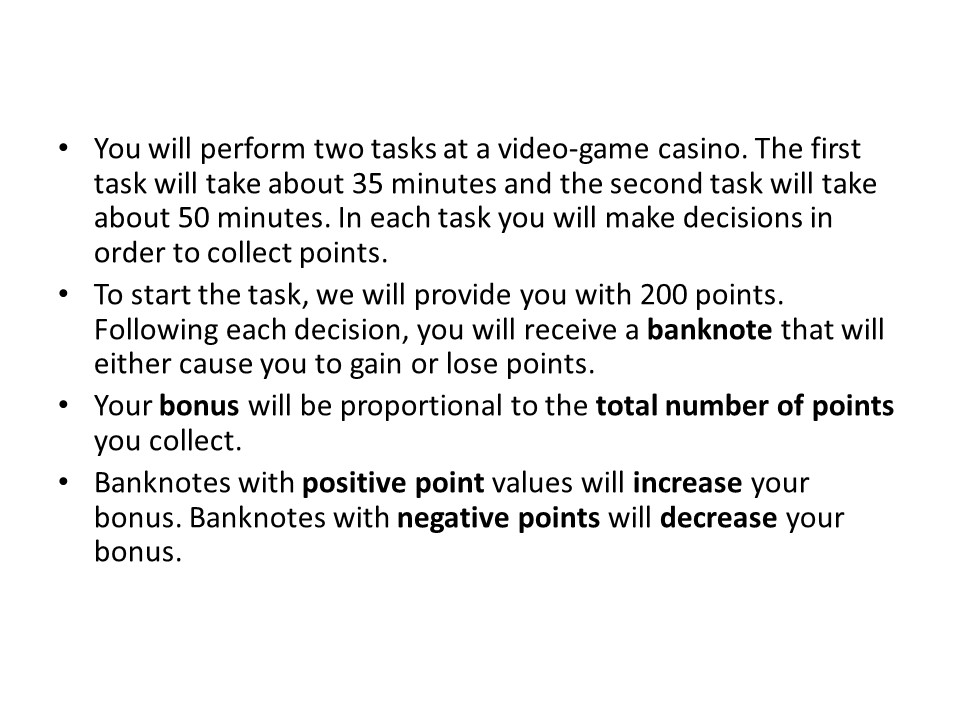 • You will perform two tasks at a video-game casino. The first
task will take about 35 minutes and the second task will take
about 50 minutes. In each task you will make decisions in
order to collect points.
• To start the task, we will provide you with 200 points.
Following each decision, you will receive a banknote that will
either cause you to gain or lose points.
• Your bonus will be proportional to the total number of points
you collect.
• Banknotes with positive point values will increase your
bonus. Banknotes with negative points will decrease your
bonus.